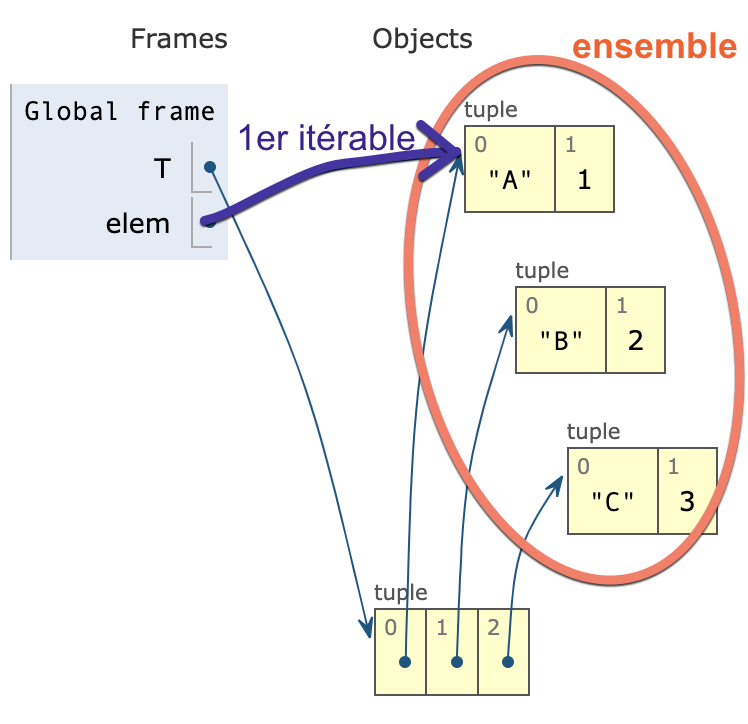 Frames
Objects
ensemble
Global frame
T
elem
1er itérable
tuple
0 1
"A" 1
tuple
0 1
"B" 2
tuple
0 1
"C" 3
tuple
0 1 2